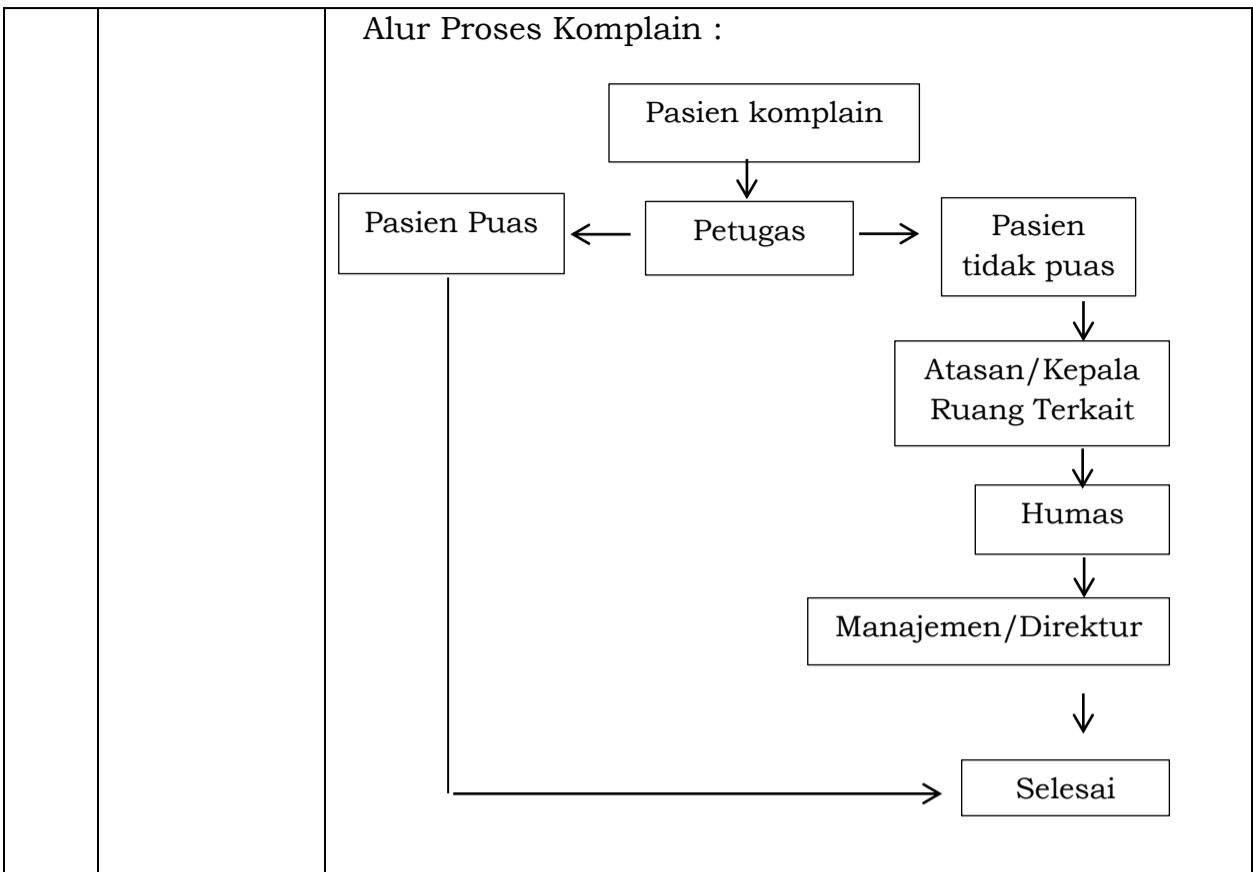 Alur Proses Komplain :
Pasien komplain
Pasien Puas
Petugas
Pasien
tidak puas
Atasan/Kepala
Ruang Terkait
Humas
Manajemen/Direktur
Selesai